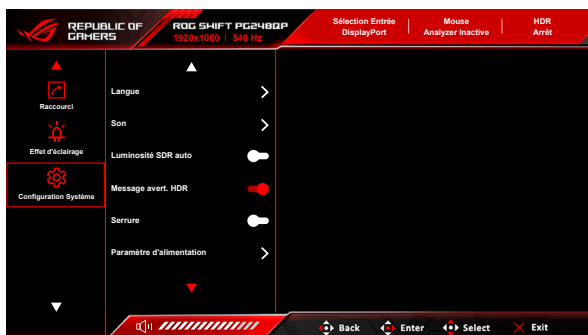 REPUBLIC OF
GAMERS
ROG SWIFT PG248QP
1920x1080 | 540 Hz
Sélection Entrée
DisplayPort
Mouse
Analyzer Inactive
HDR
Arrêt
Raccourci
Effet d'éclairage
Configuration Système
Langue
Son
Luminosité SDR auto
Message avert. HDR
Serrure
Paramètre d'alimentation
Back
Enter
Select
Exit